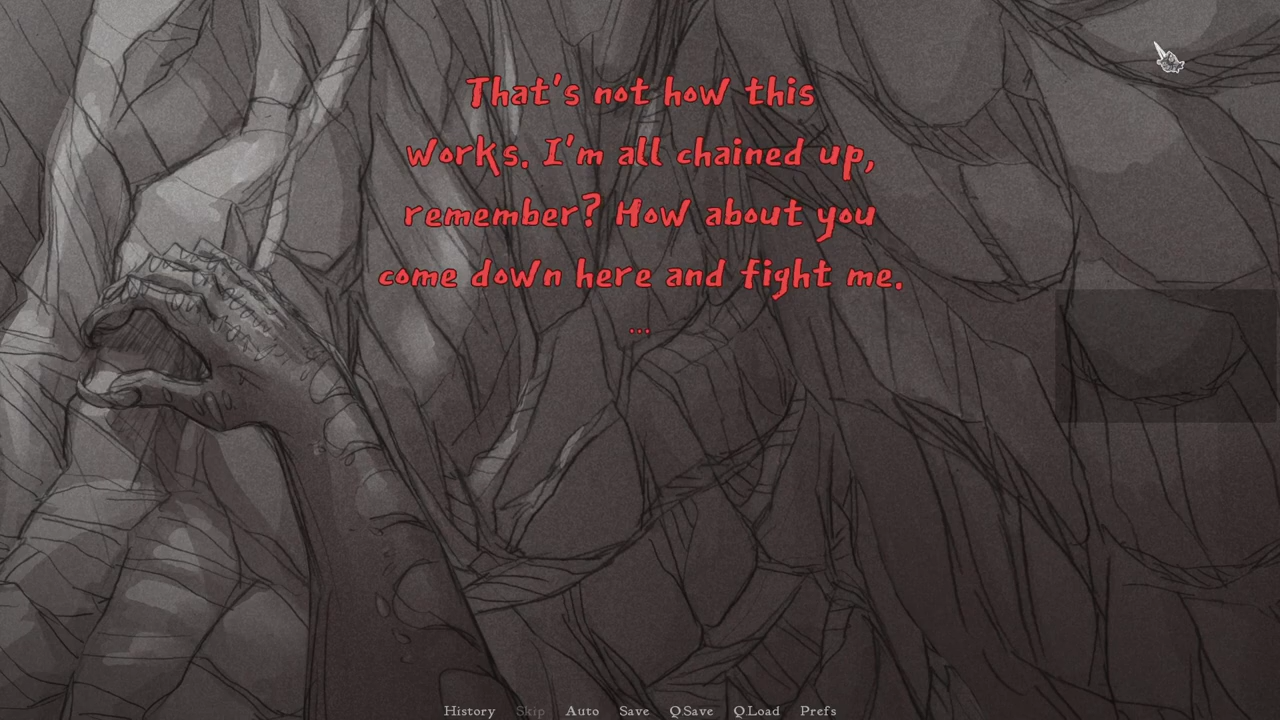 That's not how this
works. I'm all chained up,
remember? How about you
come down here and fight me.
...
History Skip Auto Save Q.Save Q.Load Prefs